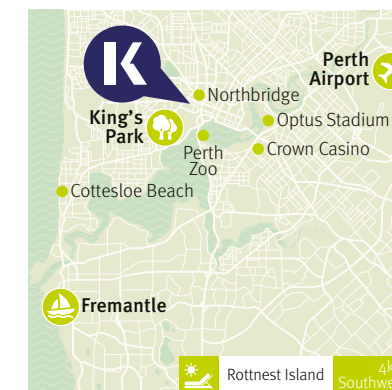 K
Northbridge
Perth
Airport
King's
Park
Optus Stadium
Perth
Zoo
Crown Casino
Cottesloe Beach
Fremantle
Rottnest Island